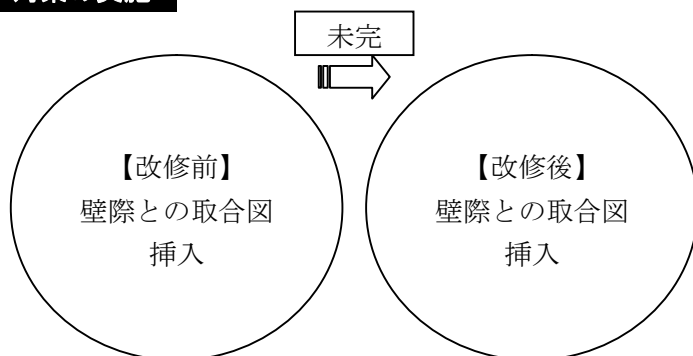 未完
【改修前】
壁際との取合図
挿入
【改修後】
壁際との取合図
挿入